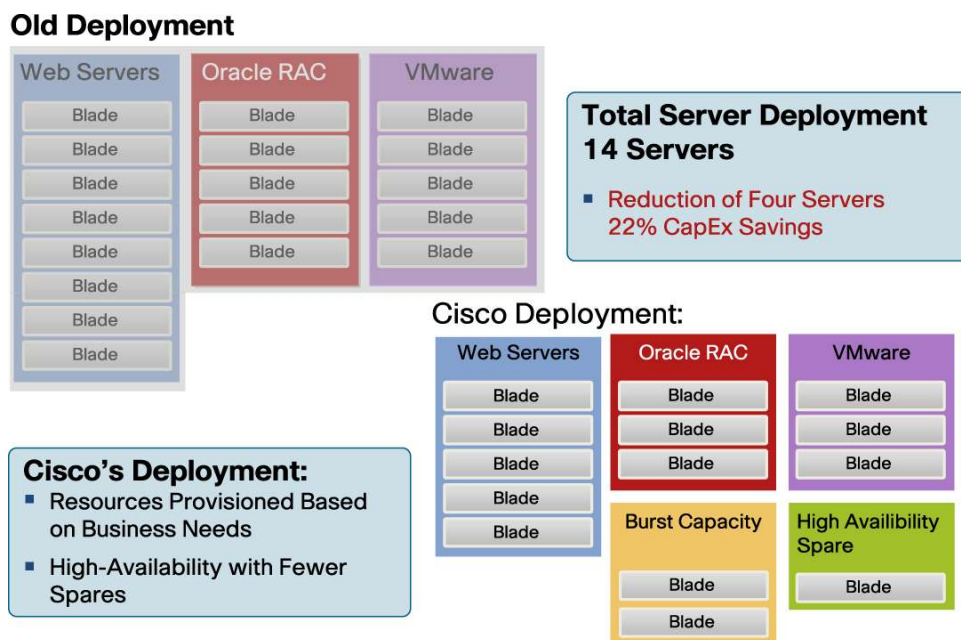 Old Deployment
Web Servers
Blade
Blade
Blade
Blade
Blade
Blade
Blade
Blade
Oracle RAC
Blade
Blade
Blade
Blade
Blade
VMware
Blade
Blade
Blade
Blade
Blade
Total Server Deployment
14 Servers
Reduction of Four Servers
22% CapEx Savings
Cisco Deployment:
Web Servers
Blade
Blade
Blade
Blade
Blade
Oracle RAC
Blade
Blade
Blade
VMware
Blade
Blade
Blade
Burst Capacity
Blade
Blade
High Availibility
Spare
Blade
Cisco's Deployment:
Resources Provisioned Based
on Business Needs
High-Availability with Fewer
Spares